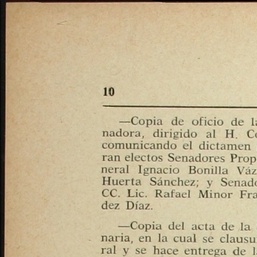 10
—Copia de oficio de la
nadora, dirigido al H. Co
comunicando el dictamen
ran electos Senadores Prop
neral Ignacio Bonilla Váz
Huerta Sánchez; y Senado
CC. Lic. Rafael Minor Fra
dez Díaz.
—Copia del acta de la
naria, en la cual se clausu
ral y se hace entrega de l